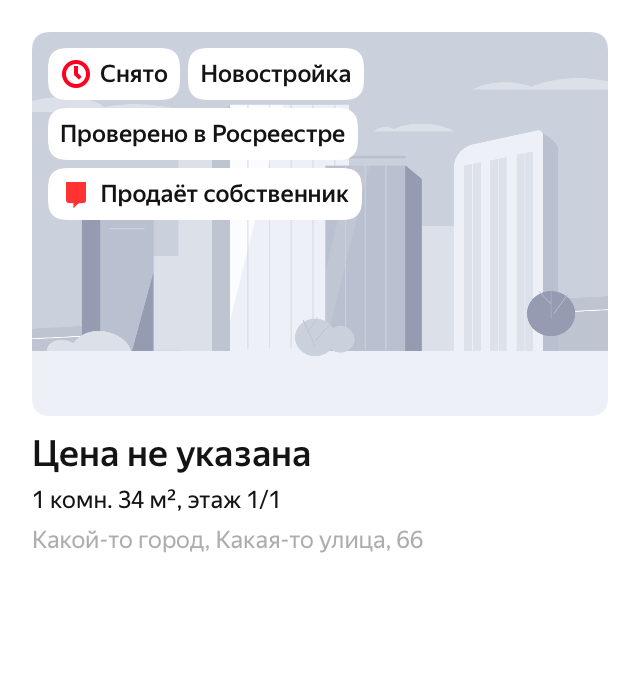 Снято
Новостройка
Проверено в Росреестре
Продаёт собственник
Цена не указана
1 комн. 34 м², этаж 1/1
Какой-то город, Какая-то улица, 66